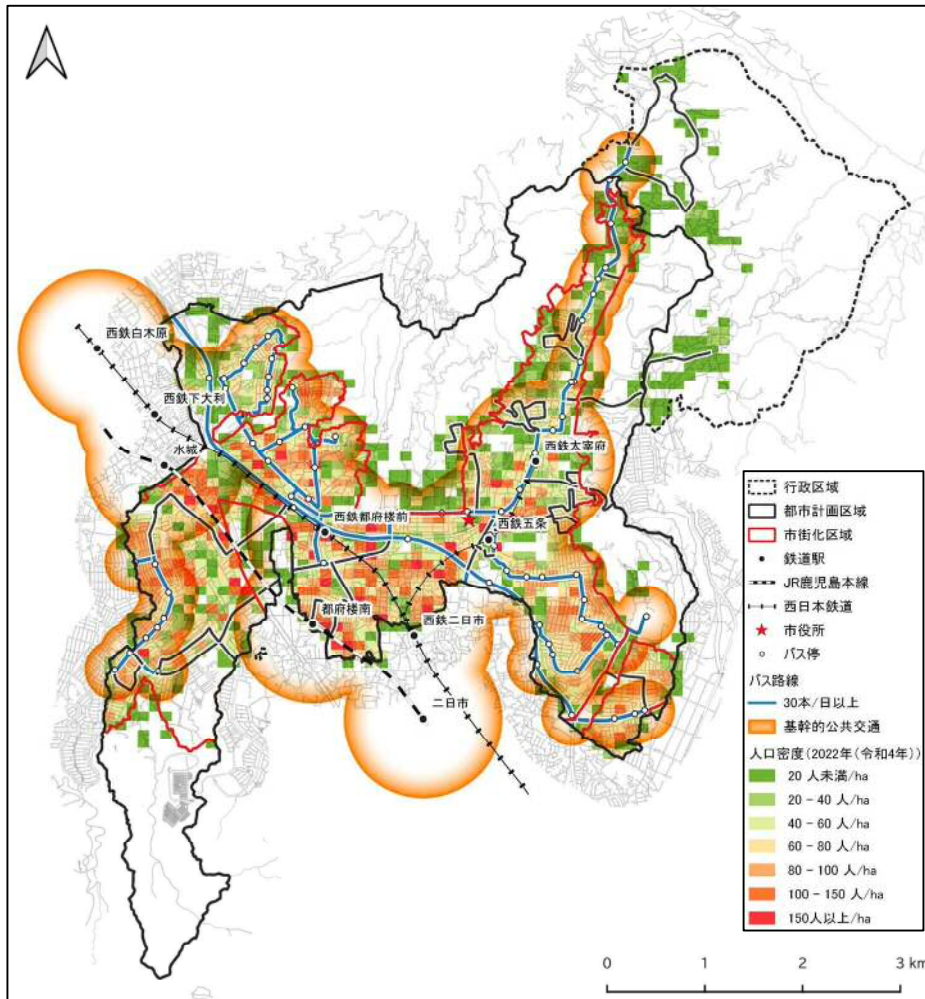 西鉄白木原
西鉄下大利
水城
西鉄太宰府
西鉄都府楼前
西鉄五条
都府楼南
西鉄二日市
二日市
行政区域
都市計画区域
市街化区域
鉄道駅
JR鹿児島本線
西日本鉄道
市役所
バス停
バス路線
30本/日以上
基幹的公共交通
人口密度(2022年(令和4年))
20 人未満/ha
20 - 40 人/ha
40 - 60 人/ha
60 - 80 人/ha
80 - 100 人/ha
100 - 150 人/ha
150人以上/ha
0 1 2 3 km